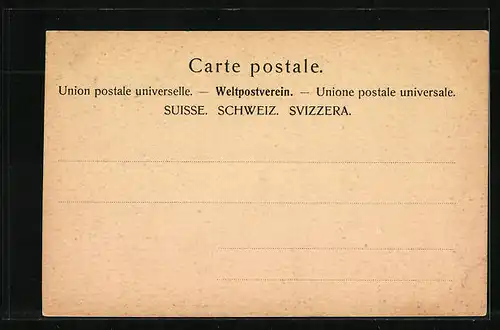 Carte postale.
Union postale universelle. — Weltpostverein. — Unione postale universale.
SUISSE. SCHWEIZ. SVIZZERA.